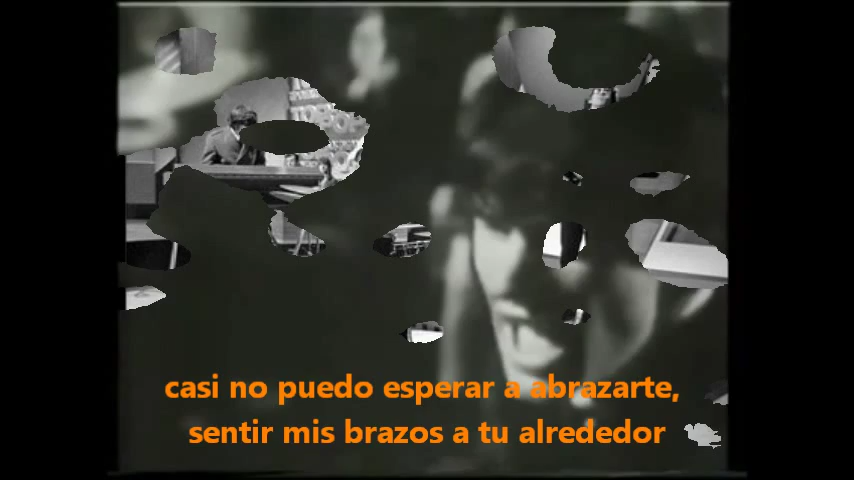 casi no puedo esperar a abrazarte,
sentir mis brazos a tu alrededor